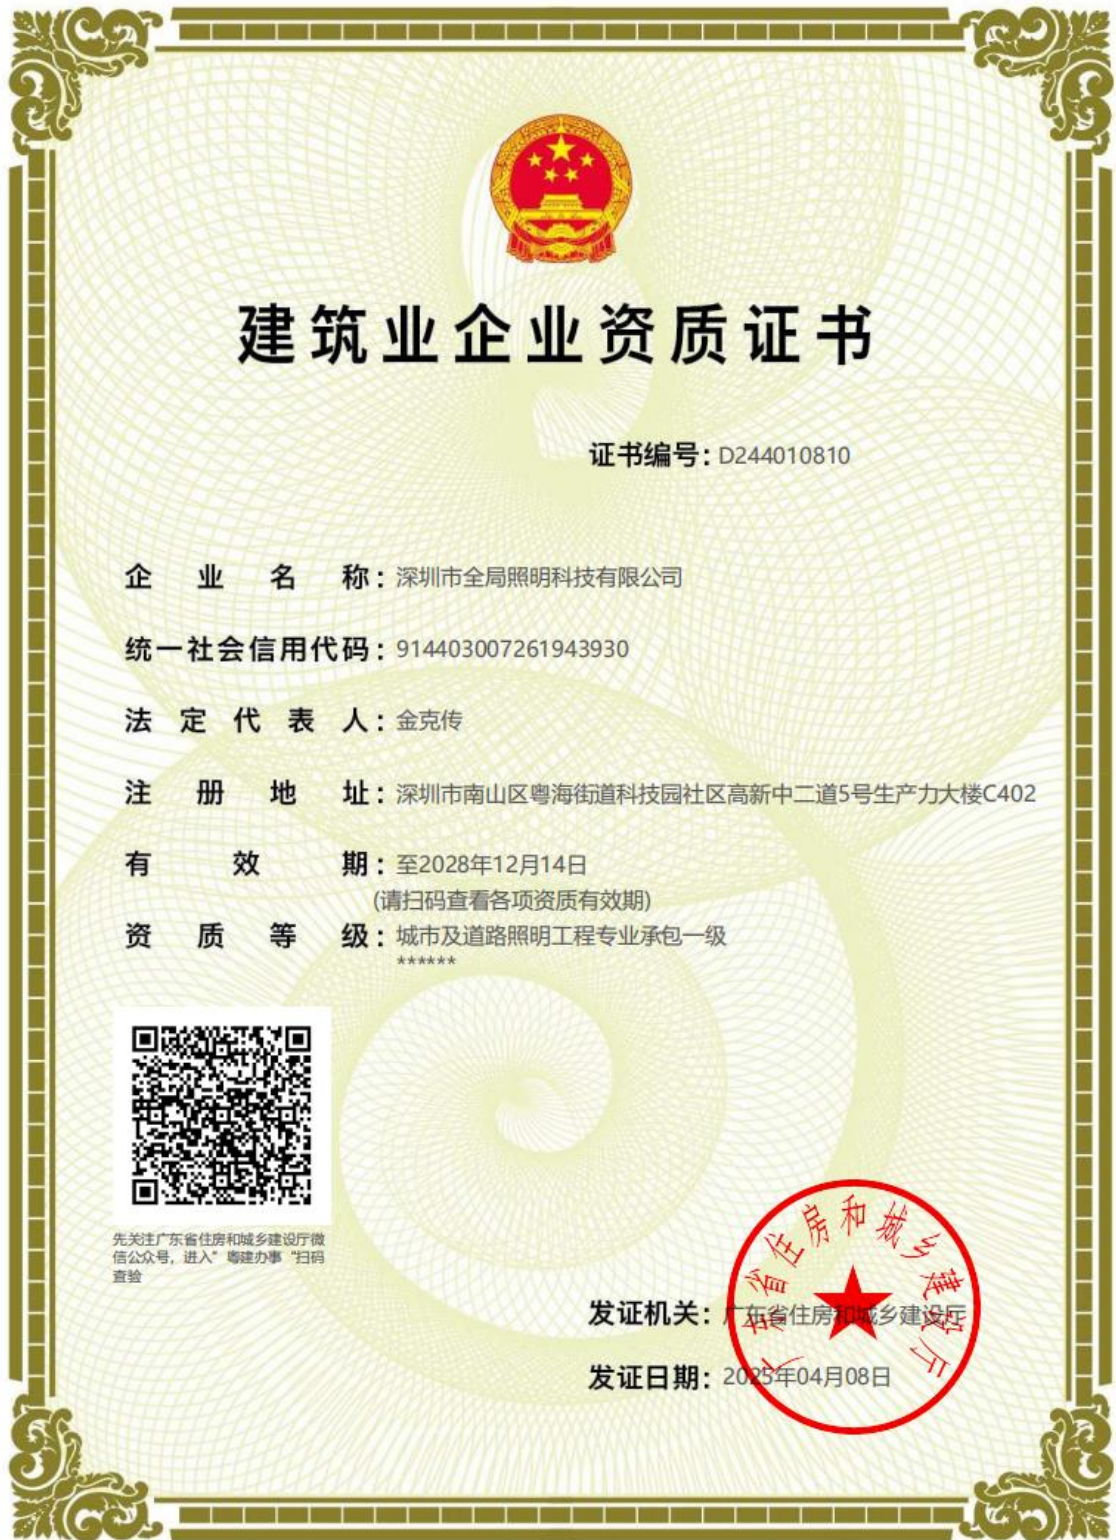 建筑业企业资质证书
证书编号：D244010810
企业名称：深圳市全局照明科技有限公司
统一社会信用代码：914403007261943930
法定代表人：金克传
注册地址：深圳市南山区粤海街道科技园社区高新中二道5号生产力大楼C402
有效期：至2028年12月14日
(请扫码查看各项资质有效期)
资质等级：城市及道路照明工程专业承包一级
******
先关注广东省住房和城乡建设厅微
信公众号，进入”粤建办事“扫码
查验
广东省住房和城乡建设厅
发证机关：广东省住房和城乡建设厅
发证日期：2025年04月08日